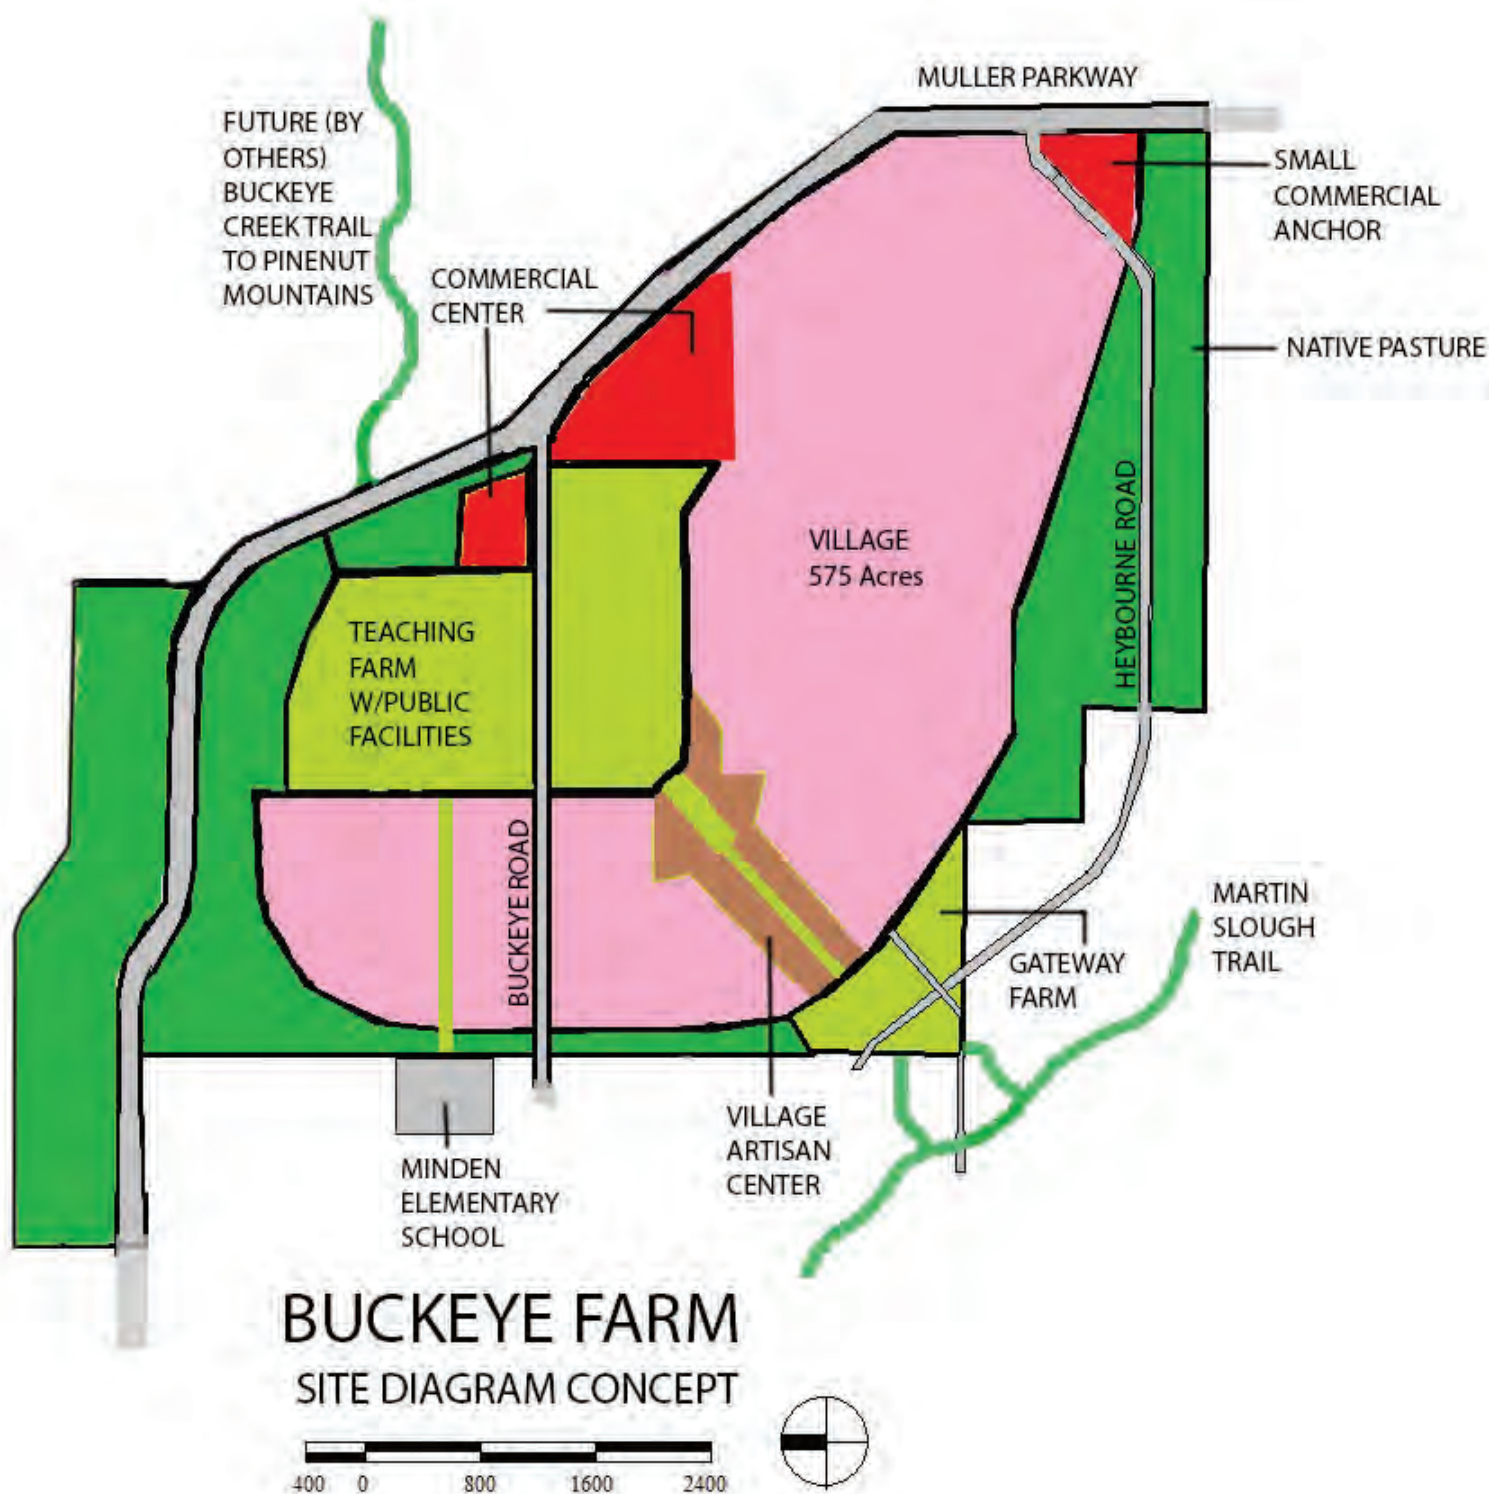 MULLER PARKWAY
FUTURE (BY
OTHERS)
BUCKEYE
CREEK TRAIL
TO PINENUT
MOUNTAINS
SMALL
COMMERCIAL
ANCHOR
COMMERCIAL
CENTER
NATIVE PASTURE
VILLAGE
575 Acres
HEYBOURNE ROAD
TEACHING
FARM
W/PUBLIC
FACILITIES
BUCKEYE ROAD
MARTIN
SLOUGH
TRAIL
GATEWAY
FARM
VILLAGE
ARTISAN
CENTER
MINDEN
ELEMENTARY
SCHOOL
BUCKEYE FARM
SITE DIAGRAM CONCEPT
400 0 800 1600 2400